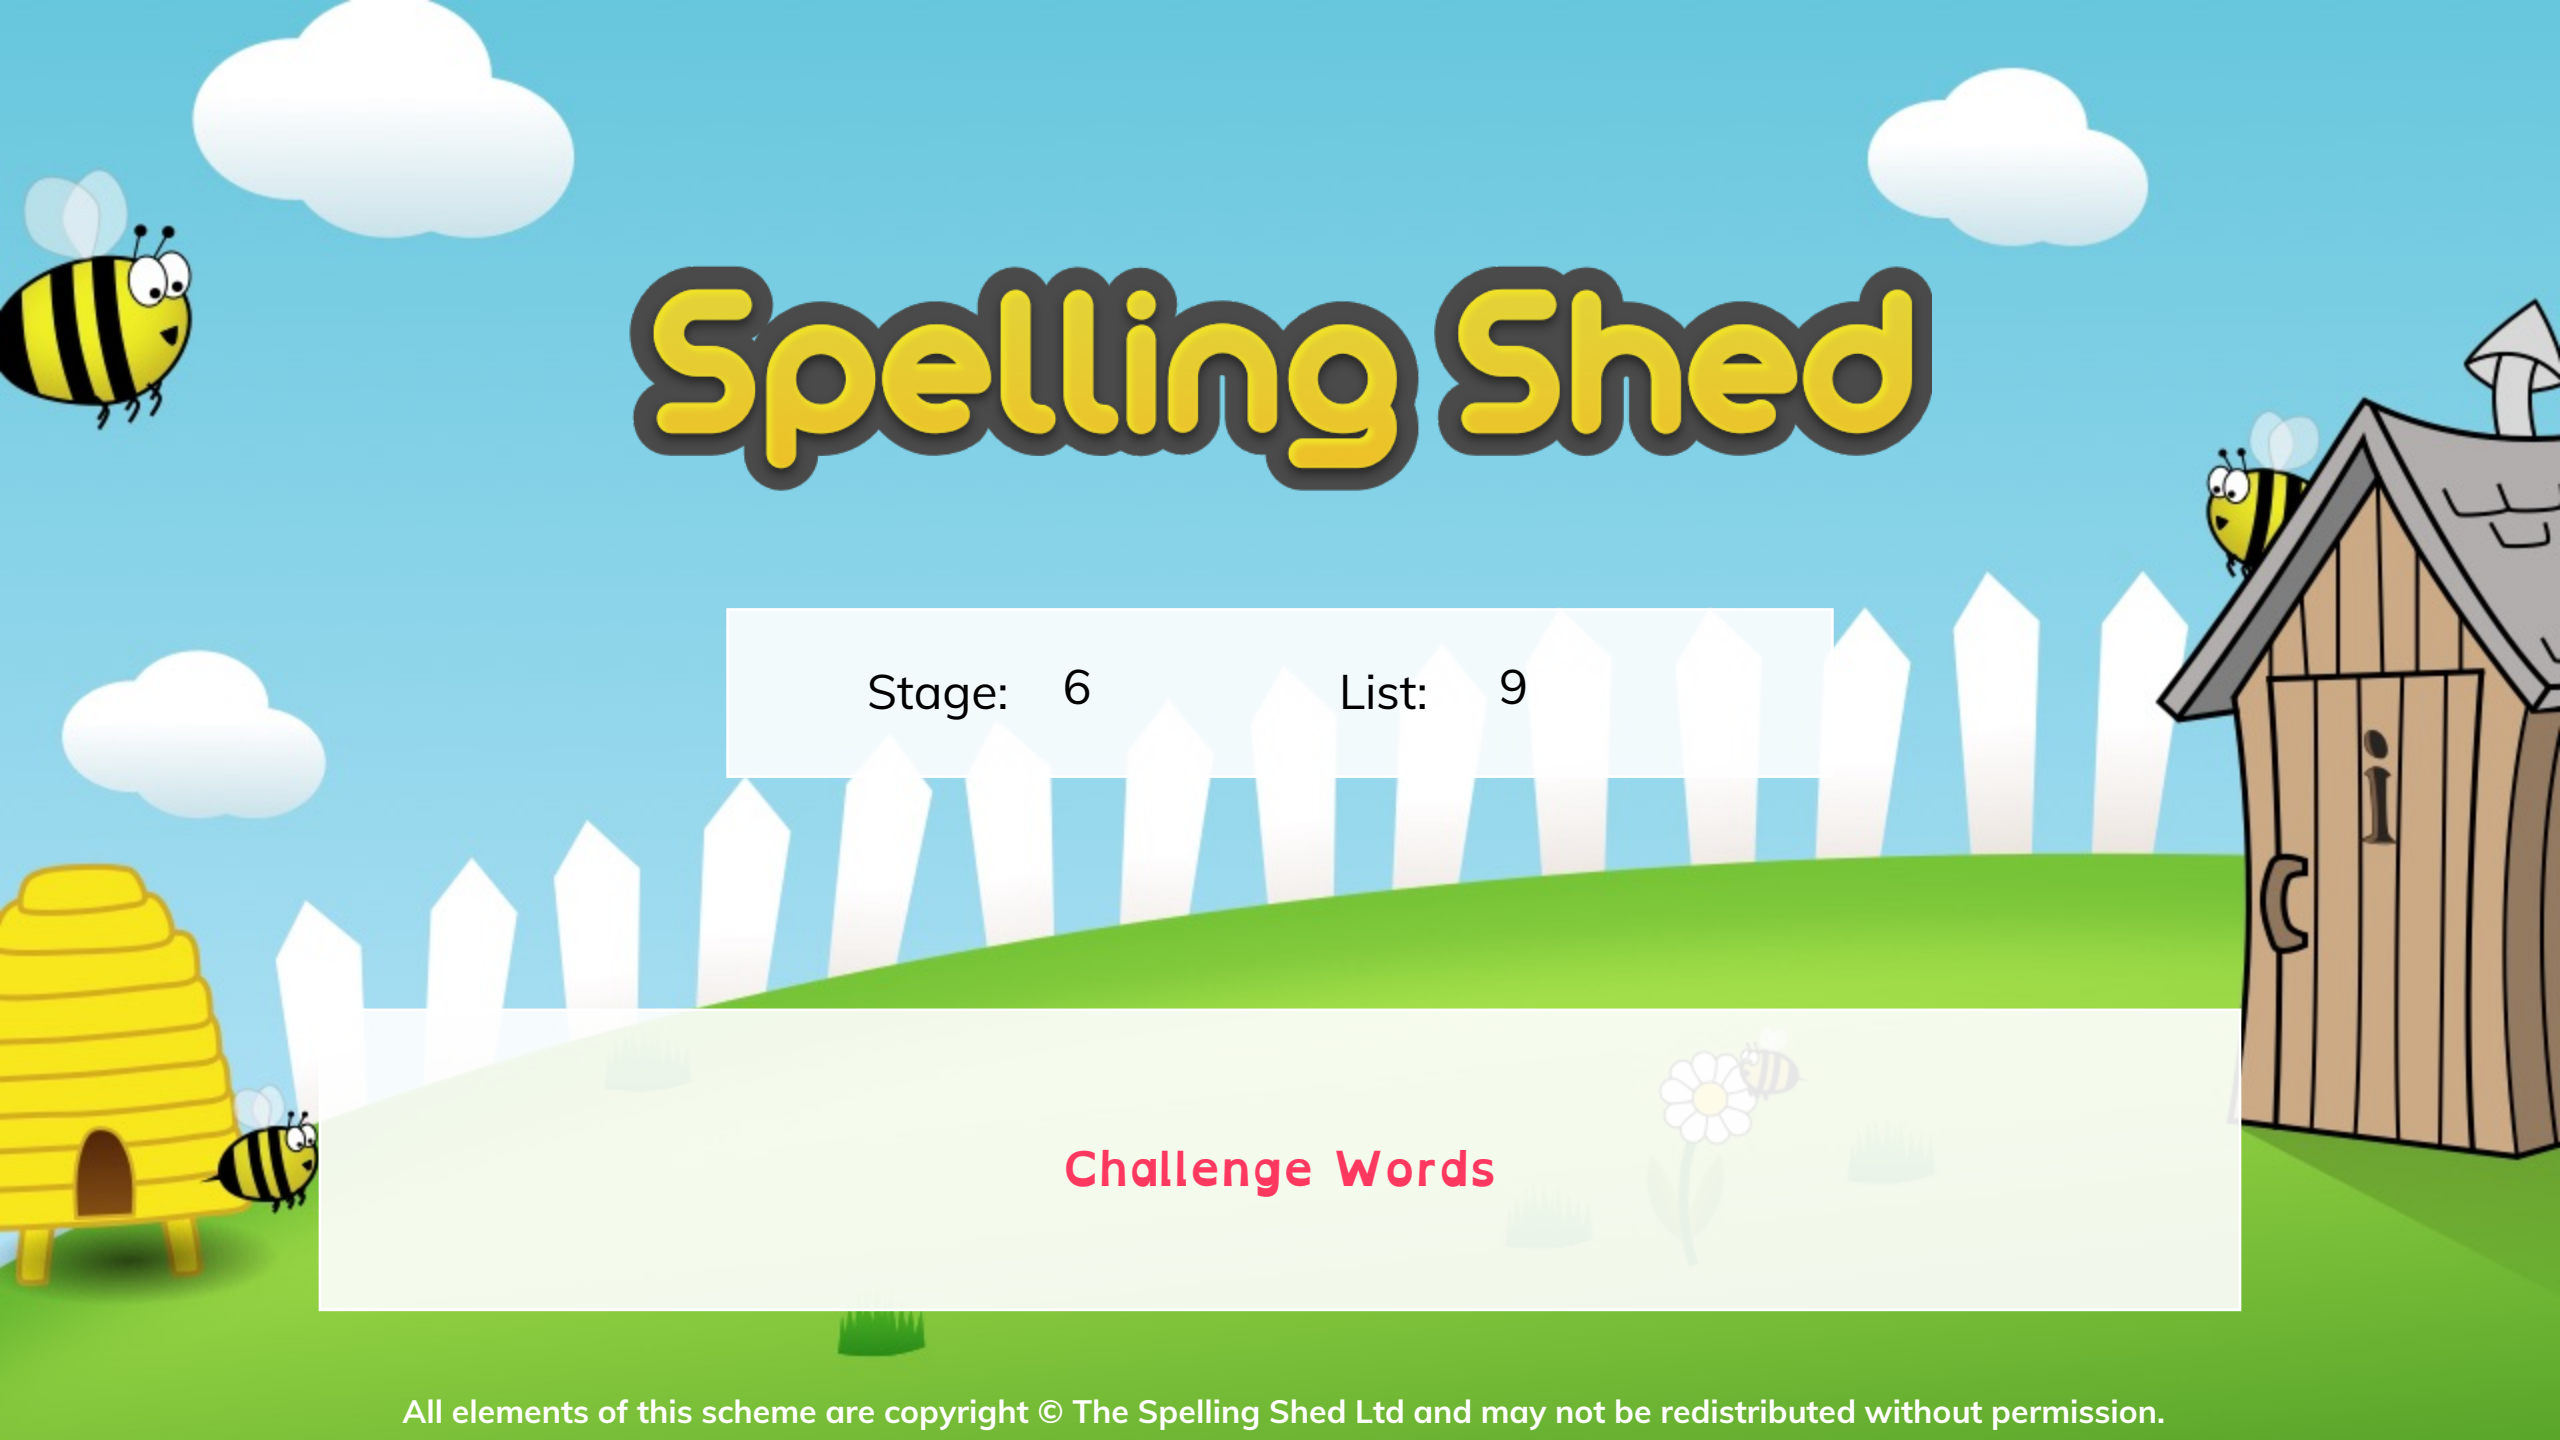 Spelling Shed
Stage: 6 List: 9
Challenge Words
All elements of this scheme are copyright © The Spelling Shed Ltd and may not be redistributed without permission.